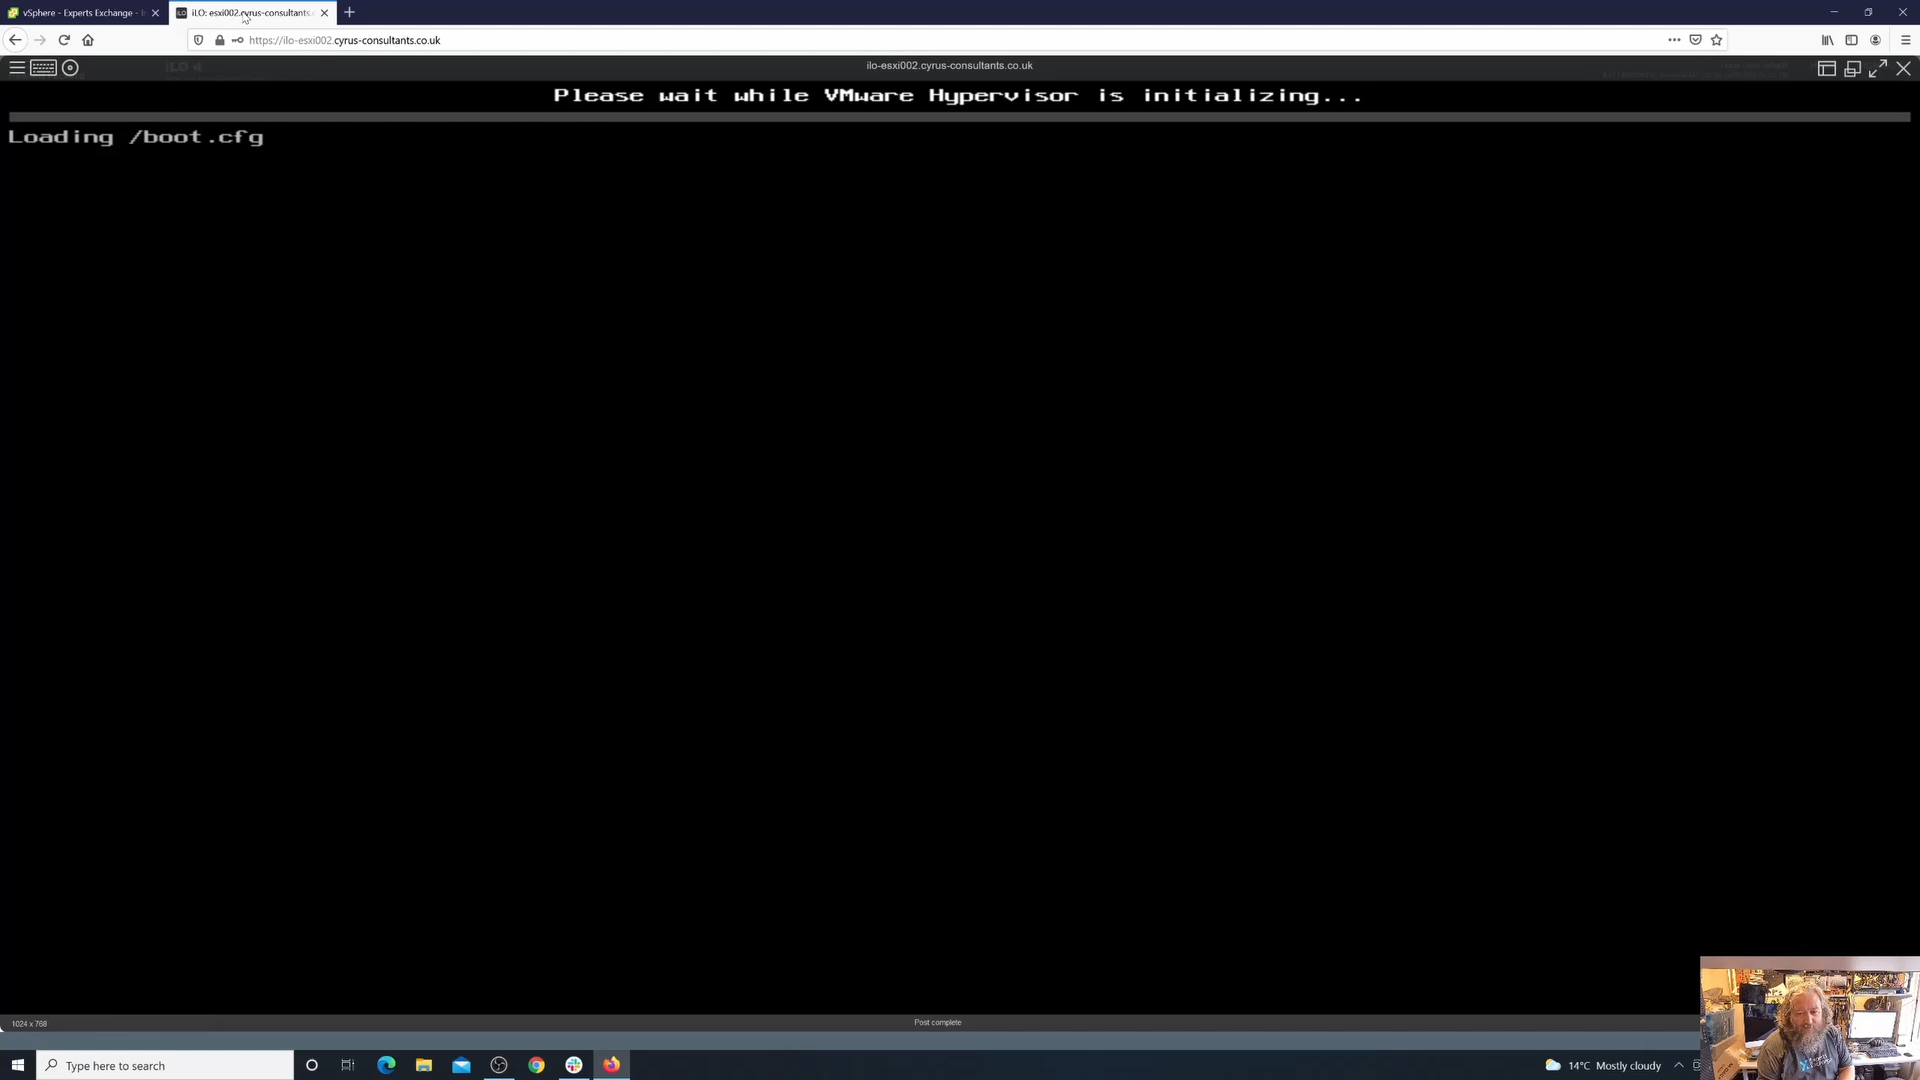 vSphere - Experts Exchange - I
iLO: esxi002.cyrus-consultants.
https://ilo-esxi002.cyrus-consultants.co.uk
iLO 4
ilo-esxi002.cyrus-consultants.co.uk
Please wait while VMware Hypervisor is initializing...
Loading /boot.cfg
1024 x 768
Post complete
Type here to search
14°C Mostly cloudy